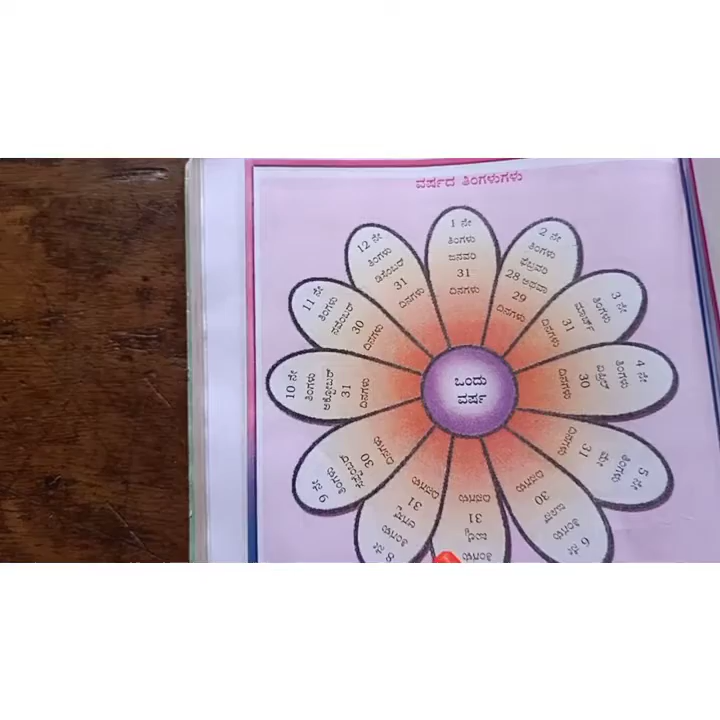 ವರ್ಷದ ತಿಂಗಳುಗಳು
ಒಂದು
ವರ್ಷ
1 ನೇ
ತಿಂಗಳು
ಜನವರಿ
31
ದಿನಗಳು
2 ನೇ
ತಿಂಗಳು
ಫೆಬ್ರವರಿ
28 ಅಥವಾ
29
ದಿನಗಳು
3 ನೇ
ತಿಂಗಳು
ಮಾರ್ಚ್
31
ದಿನಗಳು
4 ನೇ
ತಿಂಗಳು
ಏಪ್ರಿಲ್
30
ದಿನಗಳು
5 ನೇ
ತಿಂಗಳು
ಮೇ
31
ದಿನಗಳು
6 ನೇ
ತಿಂಗಳು
ಜೂನ್
30
ದಿನಗಳು
ತಿಂಗಳು
ಜುಲೈ
31
ದಿನಗಳು
8 ನೇ
ತಿಂಗಳು
ಆಗಸ್ಟ್
31
ದಿನಗಳು
9 ನೇ
ತಿಂಗಳು
ಸೆಪ್ಟೆಂಬರ್
30
ದಿನಗಳು
10 ನೇ
ತಿಂಗಳು
ಅಕ್ಟೋಬರ್
31
ದಿನಗಳು
11 ನೇ
ತಿಂಗಳು
ನವೆಂಬರ್
30
ದಿನಗಳು
12 ನೇ
ತಿಂಗಳು
ಡಿಸೆಂಬರ್
31
ದಿನಗಳು